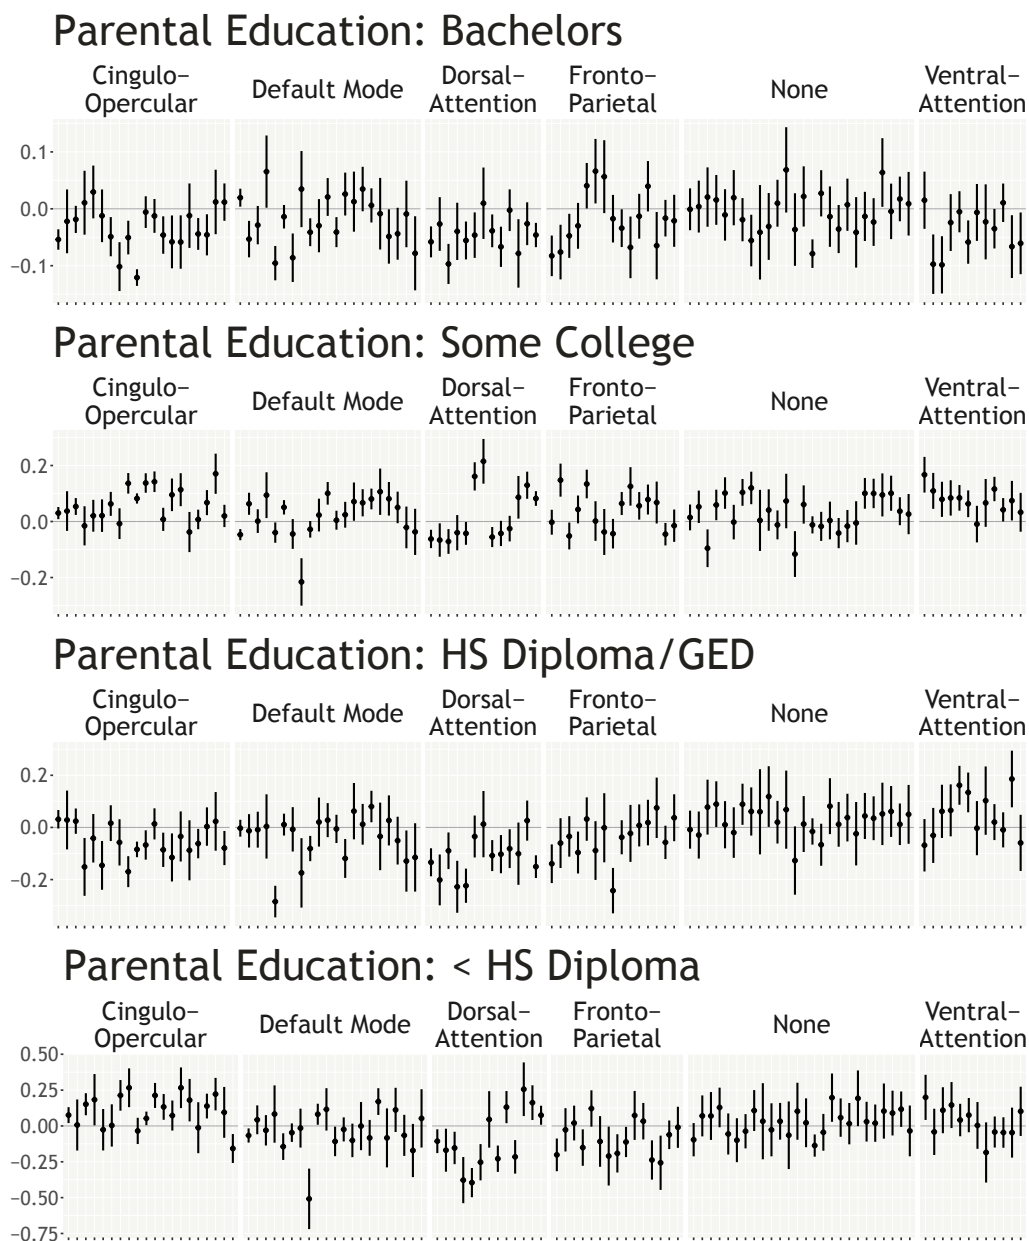 Parental Education: Bachelors
Cingulo– Default Mode Dorsal– Fronto– None Ventral–
Opercular Attention Parietal Attention
0.1
0.0
−0.1
Parental Education: Some College
Cingulo– Default Mode Dorsal– Fronto– None Ventral–
Opercular Attention Parietal Attention
0.2
0.0
−0.2
Parental Education: HS Diploma/GED
Cingulo– Default Mode Dorsal– Fronto– None Ventral–
Opercular Attention Parietal Attention
0.2
0.0
−0.2
Parental Education: < HS Diploma
Cingulo– Default Mode Dorsal– Fronto– None Ventral–
Opercular Attention Parietal Attention
0.50
0.25
0.00
−0.25
−0.50
−0.75